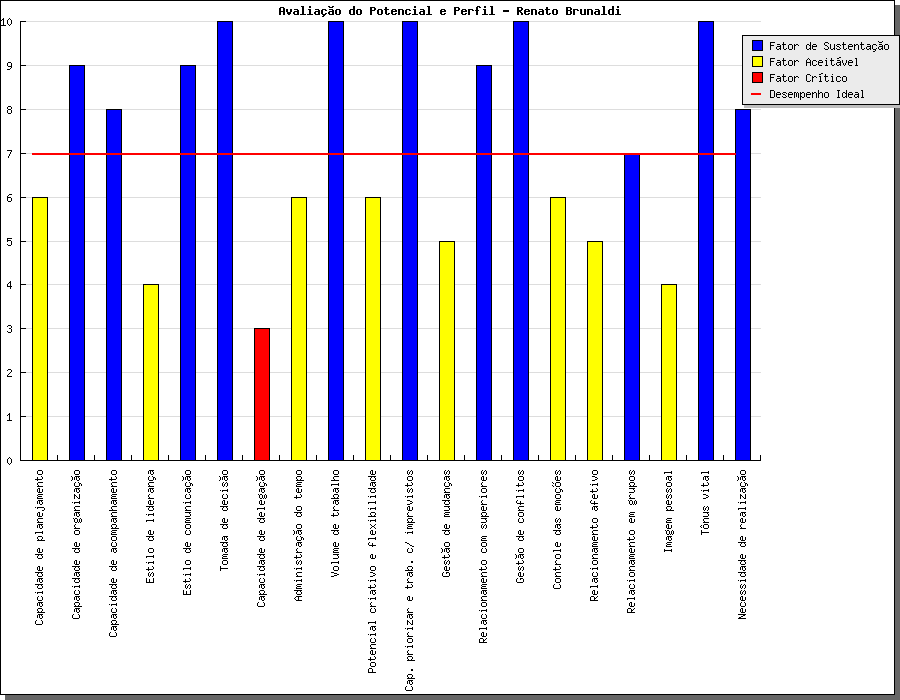 Avaliação do Potencial e Perfil - Renato Brunaldi
Fator de Sustentação
Fator Aceitável
Fator Crítico
Desempenho Ideal
10
9
8
7
6
5
4
3
2
1
0
Capacidade de planejamento
Capacidade de organização
Capacidade de acompanhamento
Estilo de liderança
Estilo de comunicação
Tomada de decisão
Capacidade de delegação
Administração do tempo
Volume de trabalho
Potencial criativo e flexibilidade
Cap. priorizar e trab. c/ imprevistos
Gestão de mudanças
Relacionamento com superiores
Gestão de conflitos
Controle das emoções
Relacionamento afetivo
Relacionamento em grupos
Imagem pessoal
Tônus vital
Necessidade de realização